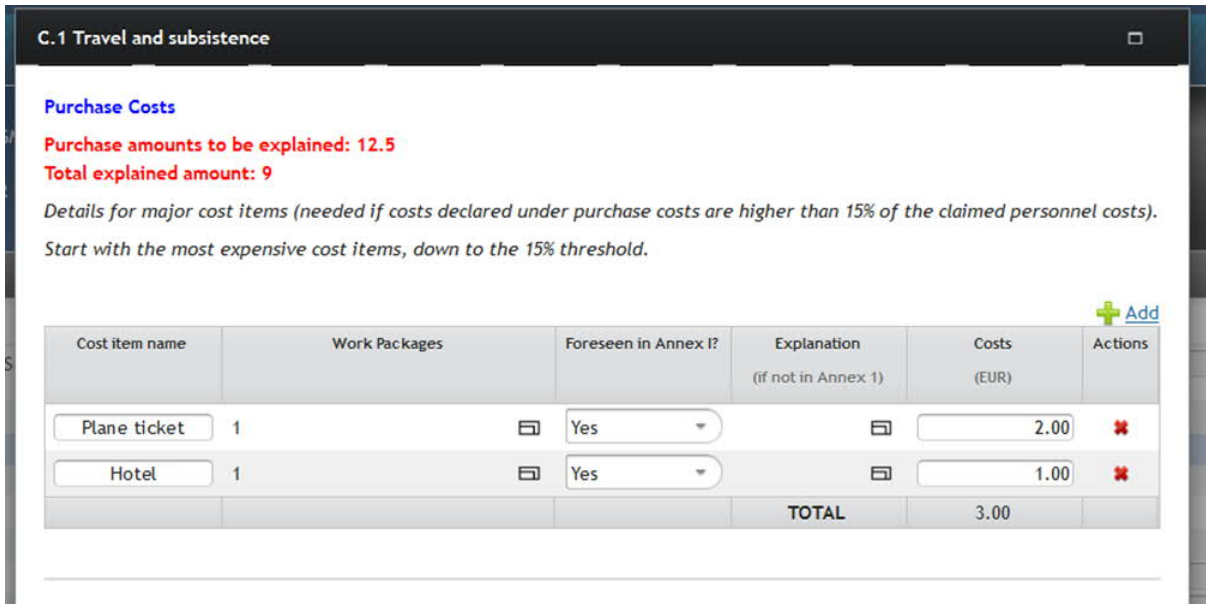 C.1 Travel and subsistence
Purchase Costs
Purchase amounts to be explained: 12.5
Total explained amount: 9
Details for major cost items (needed if costs declared under purchase costs are higher than 15% of the claimed personnel costs).
Start with the most expensive cost items, down to the 15% threshold.
Add
Cost item name Work Packages Foreseen in Annex I? Explanation Costs Actions
(if not in Annex 1) (EUR)
Plane ticket 1 Yes 2.00
Hotel 1 Yes 1.00
TOTAL 3.00